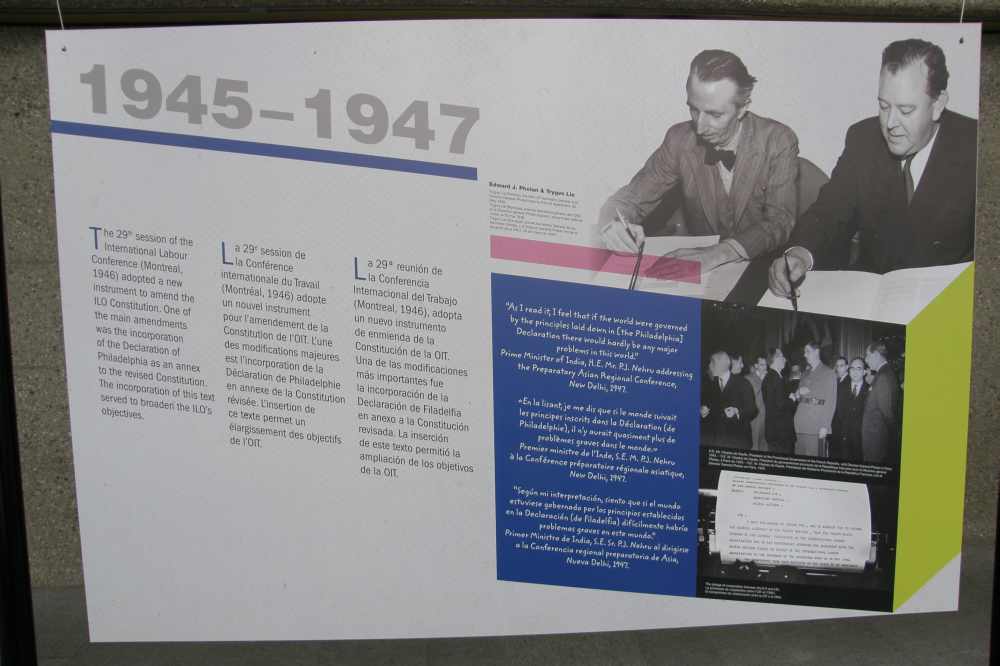 1945–1947
The 29th session of the
International Labour
Conference (Montreal,
1946) adopted a new
instrument to amend the
ILO Constitution. One of
the main amendments
was the incorporation
of the Declaration of
Philadelphia as an annex
to the revised Constitution.
The incorporation of this text
served to broaden the ILO's
objectives.
La 29e session de
la Conférence
internationale du Travail
(Montréal, 1946) adopte
un nouvel instrument
pour l'amendement de la
Constitution de l'OIT. L'une
des modifications majeures
est l'incorporation de la
Déclaration de Philadelphie
en annexe de la Constitution
révisée. L'insertion de
ce texte permet un
élargissement des objectifs
de l'OIT.
La 29a reunión de
la Conferencia
Internacional del Trabajo
(Montreal, 1946), adopta
un nuevo instrumento
de enmienda de la
Constitución de la OIT.
Una de las modificaciones
más importantes fue
la incorporación de la
Declaración de Filadelfia
en anexo a la Constitución
revisada. La inserción
de este texto permitió la
ampliación de los objetivos
de la OIT.
Edward J. Phelan & Trygve Lie
"As I read it, I feel that if the world were governed
by the principles laid down in [the Philadelphia]
Declaration there would hardly be any major
problems in this world."
Prime Minister of India, H.E. Mr. P.J. Nehru addressing
the Preparatory Asian Regional Conference,
New Delhi, 1947.
«En la lisant, je me dis que si le monde suivait
les principes inscrits dans la Déclaration (de
Philadelphie), il n'y aurait quasiment plus de
problèmes graves dans le monde.»
Premier ministre de l'Inde, S.E. M. P.J. Nehru
à la Conférence préparatoire régionale asiatique,
New Delhi, 1947.
"Según mi interpretación, siento que si el mundo
estuviese gobernado por los principios establecidos
en la Declaración (de Filadelfia) difícilmente habría
problemas graves en este mundo."
Primer Ministro de India, S.E. Sr. P.J. Nehru al dirigirse
a la Conferencia regional preparatoria de Asia,
Nueva Delhi, 1947.